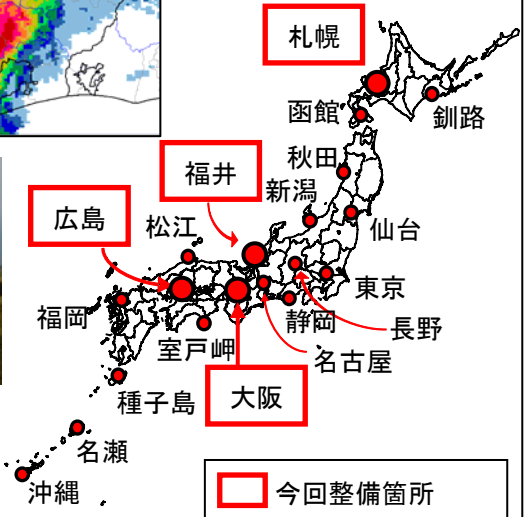 札幌
函館
釧路
秋田
福井
新潟
広島
松江
仙台
東京
福岡
静岡
長野
室戸岬
名古屋
種子島
大阪
名瀬
沖縄
今回整備箇所